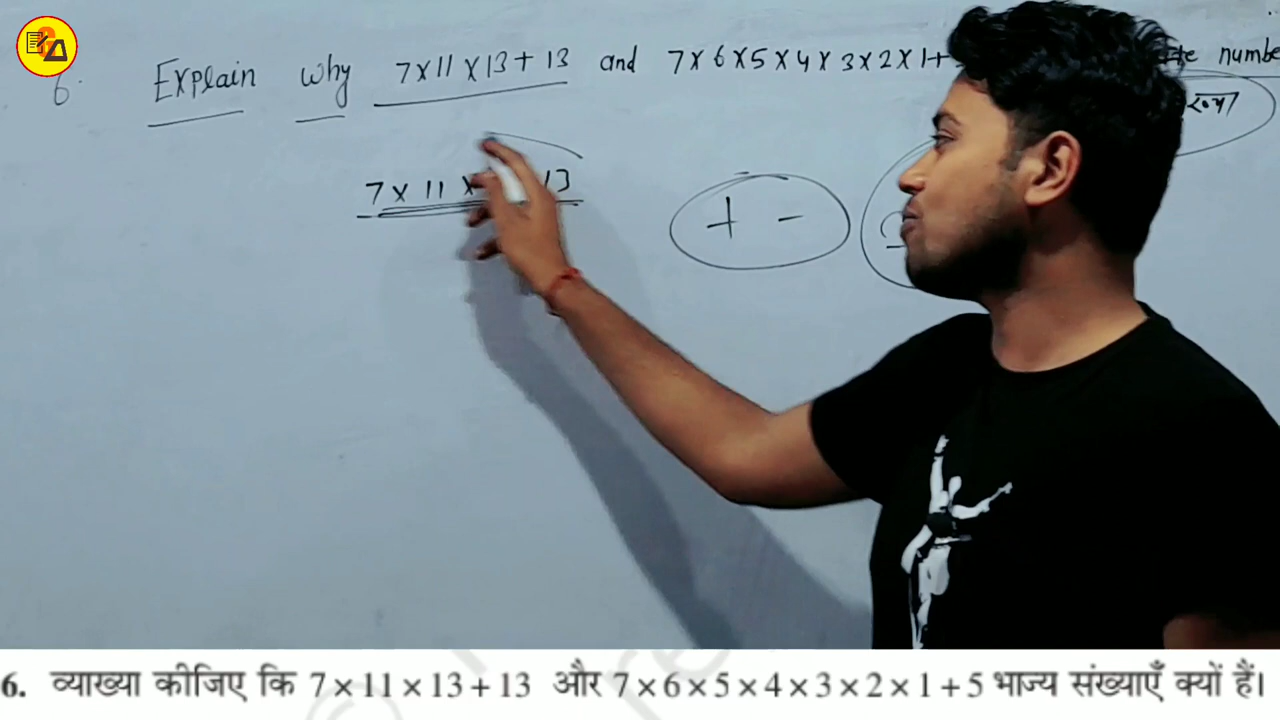 6. Explain why 7×11×13+13 and 7×6×5×4×3×2×1+ numbe
7× 11 × 13
+ -
6. व्याख्या कीजिए कि 7×11×13+13 और 7×6×5×4×3×2×1+5 भाज्य संख्याएँ क्यों हैं।